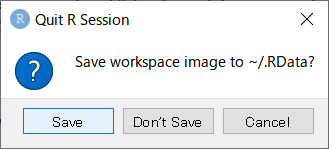 R Quit R Session
Save workspace image to ~/.RData?
Save
Don't Save
Cancel